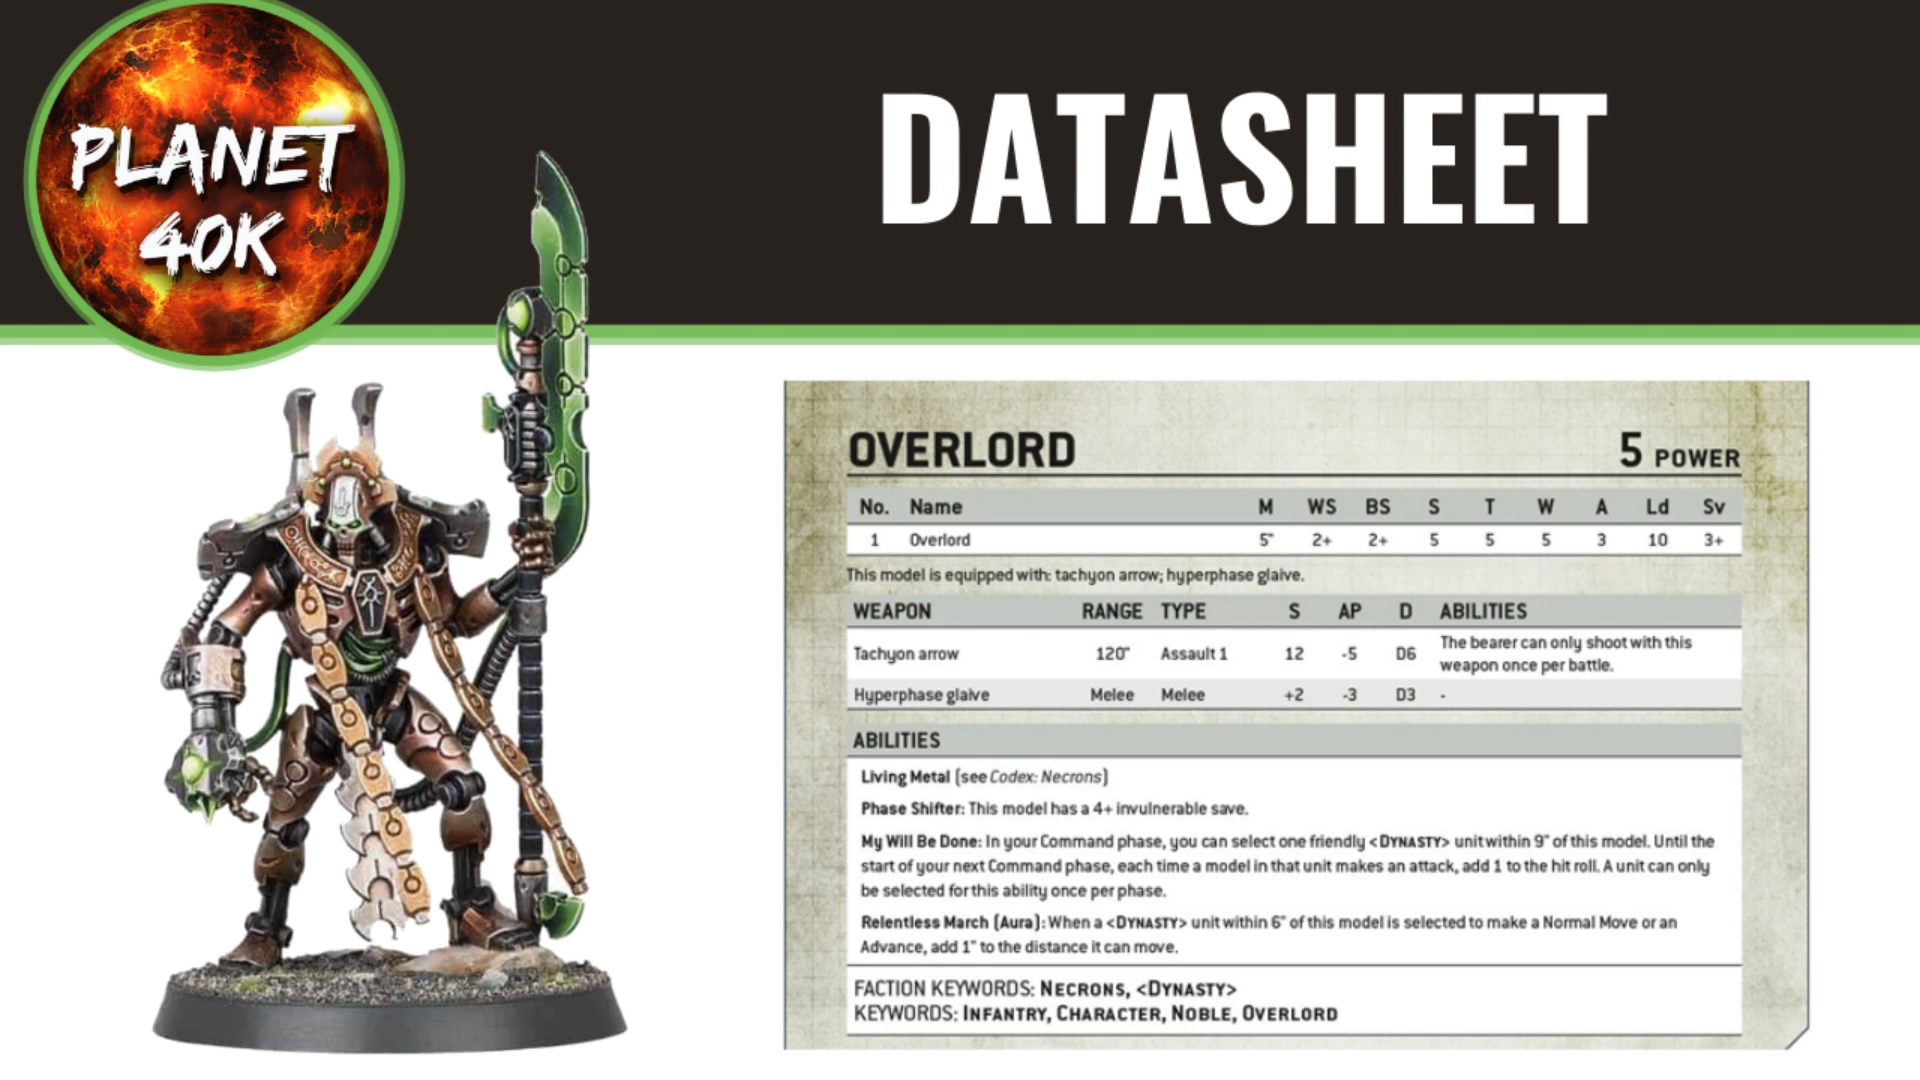 PLANET
40K
DATASHEET
OVERLORD 5 POWER
No. Name M WS BS S T W A Ld Sv
1 Overlord 5" 2+ 2+ 5 5 5 3 10 3+
This model is equipped with: tachyon arrow; hyperphase glaive.
WEAPON RANGE TYPE S AP D ABILITIES
Tachyon arrow 120" Assault 1 12 -5 D6 The bearer can only shoot with this
weapon once per battle.
Hyperphase glaive Melee Melee +2 -3 D3 -
ABILITIES
Living Metal (see Codex: Necrons)
Phase Shifter: This model has a 4+ invulnerable save.
My Will Be Done: In your Command phase, you can select one friendly <DYNASTY> unit within 9" of this model. Until the
start of your next Command phase, each time a model in that unit makes an attack, add 1 to the hit roll. A unit can only
be selected for this ability once per phase.
Relentless March (Aura): When a <DYNASTY> unit within 6" of this model is selected to make a Normal Move or an
Advance, add 1" to the distance it can move.
FACTION KEYWORDS: NECRONS, <DYNASTY>
KEYWORDS: INFANTRY, CHARACTER, NOBLE, OVERLORD